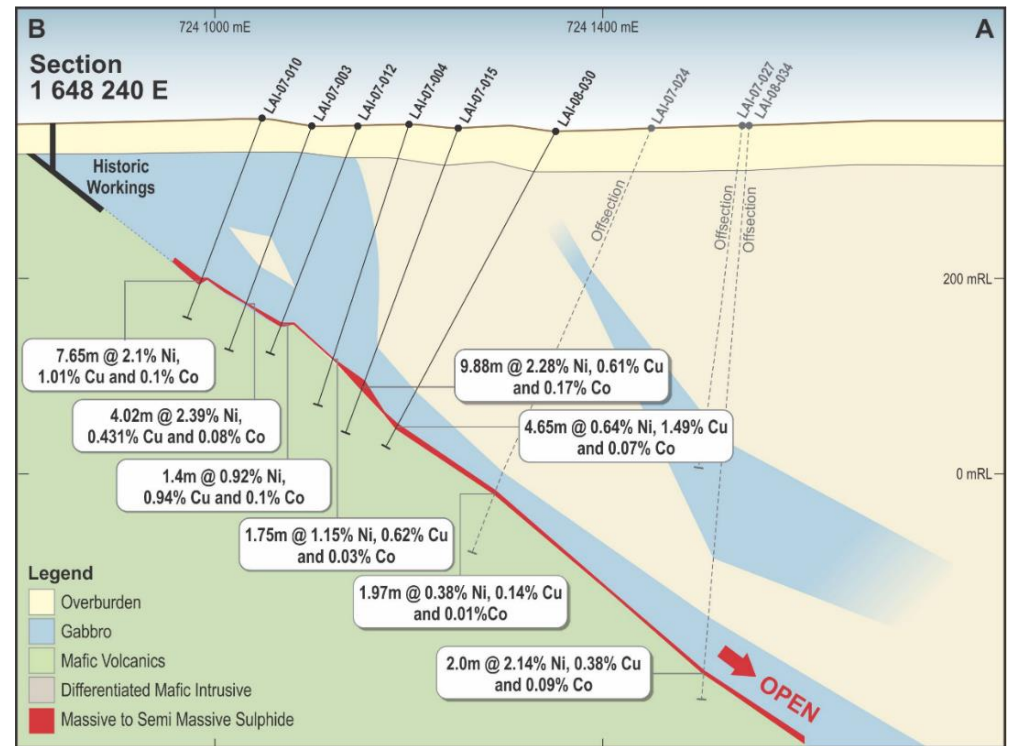 B
724 1000 mE
724 1400 mE
A
Section
1 648 240 E
LAI-07-010
LAI-07-003
LAI-07-012
LAI-07-004
LAI-07-015
LAI-08-030
LAI-07-024
LAI-07-027
LAI-08-034
Historic
Workings
Offsection
Offsection
Offsection
200 mRL
7.65m @ 2.1% Ni,
1.01% Cu and 0.1% Co
9.88m @ 2.28% Ni, 0.61% Cu
and 0.17% Co
4.02m @ 2.39% Ni,
0.431% Cu and 0.08% Co
4.65m @ 0.64% Ni, 1.49% Cu
and 0.07% Co
1.4m @ 0.92% Ni,
0.94% Cu and 0.1% Co
0 mRL
1.75m @ 1.15% Ni, 0.62% Cu
and 0.03% Co
1.97m @ 0.38% Ni, 0.14% Cu
and 0.01%Co
2.0m @ 2.14% Ni, 0.38% Cu
and 0.09% Co
OPEN
Legend
Overburden
Gabbro
Mafic Volcanics
Differentiated Mafic Intrusive
Massive to Semi Massive Sulphide